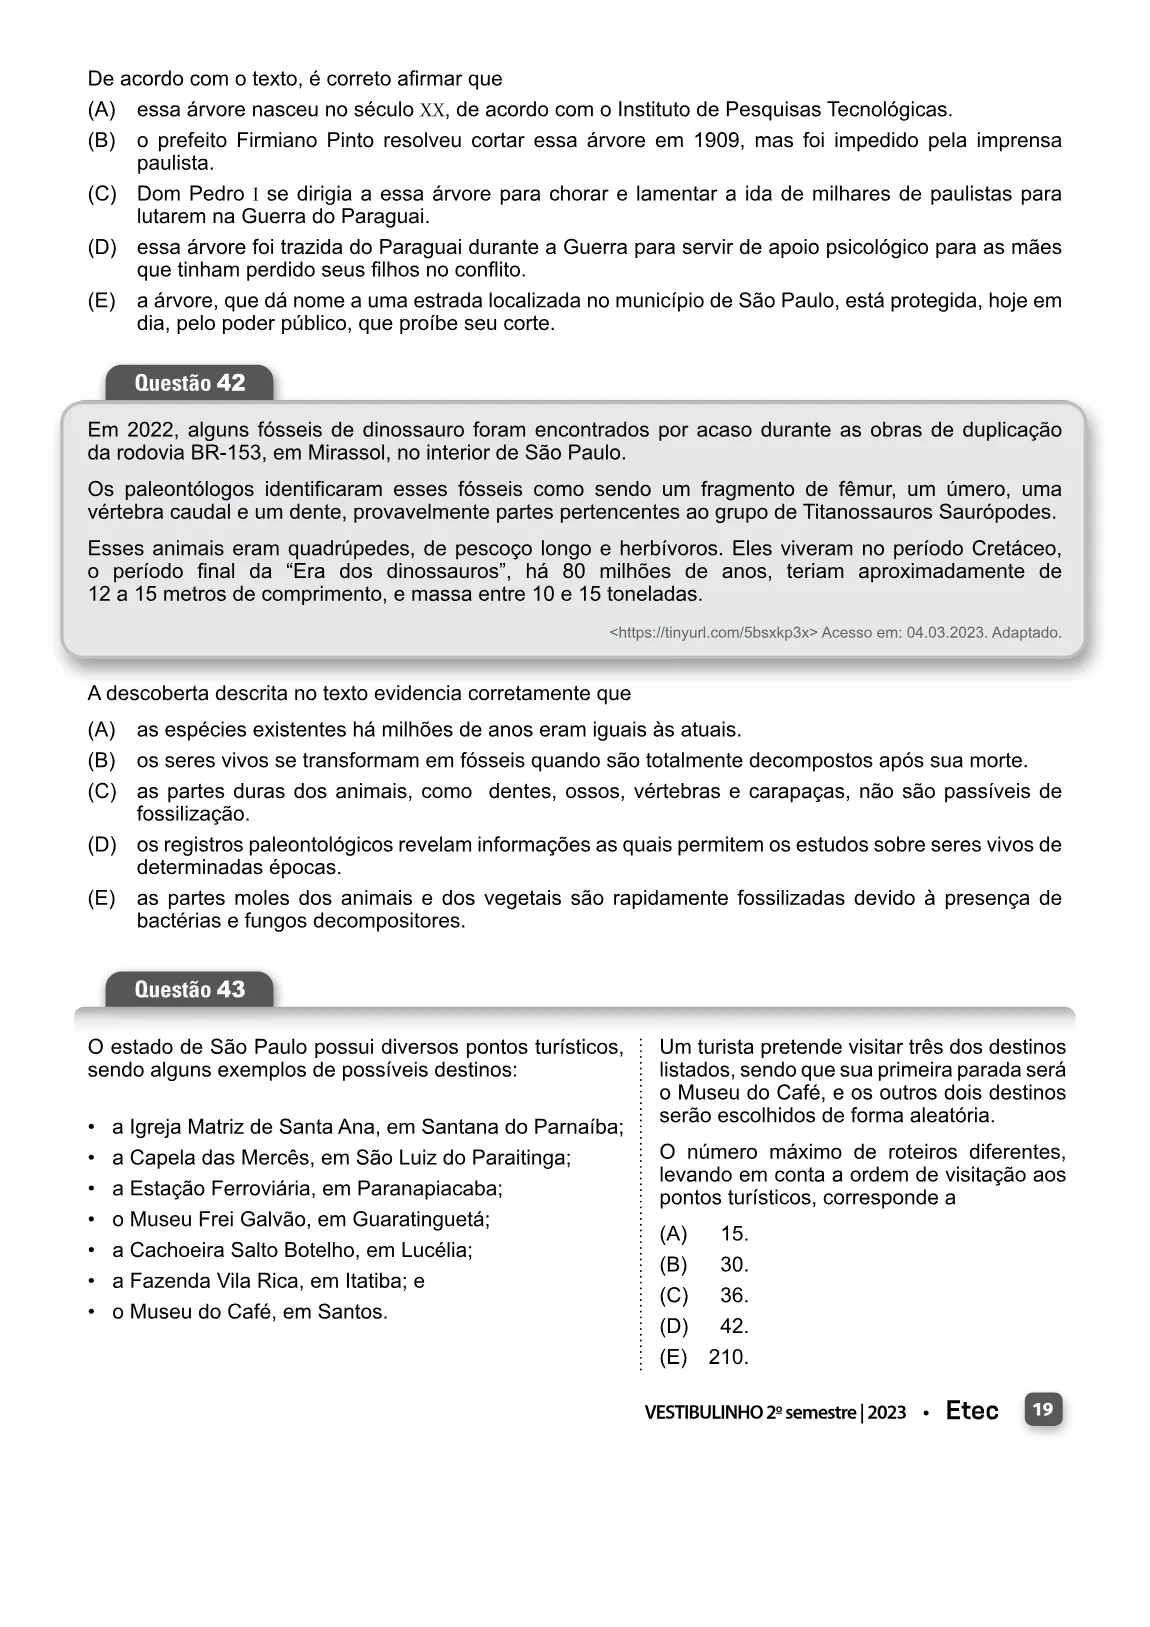 De acordo com o texto, é correto afirmar que
(A) essa árvore nasceu no século XX, de acordo com o Instituto de Pesquisas Tecnológicas.
(B) o prefeito Firmiano Pinto resolveu cortar essa árvore em 1909, mas foi impedido pela imprensa
paulista.
(C) Dom Pedro I se dirigia a essa árvore para chorar e lamentar a ida de milhares de paulistas para
lutarem na Guerra do Paraguai.
(D) essa árvore foi trazida do Paraguai durante a Guerra para servir de apoio psicológico para as mães
que tinham perdido seus filhos no conflito.
(E) a árvore, que dá nome a uma estrada localizada no município de São Paulo, está protegida, hoje em
dia, pelo poder público, que proíbe seu corte.
Questão 42
Em 2022, alguns fósseis de dinossauro foram encontrados por acaso durante as obras de duplicação
da rodovia BR-153, em Mirassol, no interior de São Paulo.
Os paleontólogos identificaram esses fósseis como sendo um fragmento de fêmur, um úmero, uma
vértebra caudal e um dente, provavelmente partes pertencentes ao grupo de Titanossauros Saurópodes.
Esses animais eram quadrúpedes, de pescoço longo e herbívoros. Eles viveram no período Cretáceo,
o período final da “Era dos dinossauros”, há 80 milhões de anos, teriam aproximadamente de
12 a 15 metros de comprimento, e massa entre 10 e 15 toneladas.
<https://tinyurl.com/5bsxkp3x> Acesso em: 04.03.2023. Adaptado.
A descoberta descrita no texto evidencia corretamente que
(A) as espécies existentes há milhões de anos eram iguais às atuais.
(B) os seres vivos se transformam em fósseis quando são totalmente decompostos após sua morte.
(C) as partes duras dos animais, como dentes, ossos, vértebras e carapaças, não são passíveis de
fossilização.
(D) os registros paleontológicos revelam informações as quais permitem os estudos sobre seres vivos de
determinadas épocas.
(E) as partes moles dos animais e dos vegetais são rapidamente fossilizadas devido à presença de
bactérias e fungos decompositores.
Questão 43
O estado de São Paulo possui diversos pontos turísticos,
sendo alguns exemplos de possíveis destinos:
• a Igreja Matriz de Santa Ana, em Santana do Parnaíba;
• a Capela das Mercês, em São Luiz do Paraitinga;
• a Estação Ferroviária, em Paranapiacaba;
• o Museu Frei Galvão, em Guaratinguetá;
• a Cachoeira Salto Botelho, em Lucélia;
• a Fazenda Vila Rica, em Itatiba; e
• o Museu do Café, em Santos.
Um turista pretende visitar três dos destinos
listados, sendo que sua primeira parada será
o Museu do Café, e os outros dois destinos
serão escolhidos de forma aleatória.
O número máximo de roteiros diferentes,
levando em conta a ordem de visitação aos
pontos turísticos, corresponde a
(A) 15.
(B) 30.
(C) 36.
(D) 42.
(E) 210.
VESTIBULINHO 2º semestre | 2023 • Etec 19